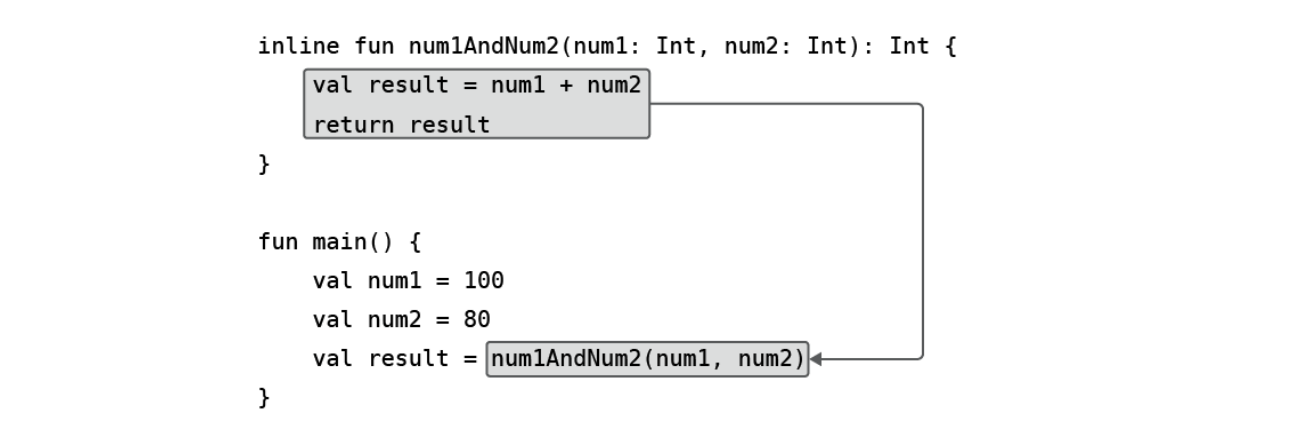 inline fun num1AndNum2(num1: Int, num2: Int): Int {
    val result = num1 + num2
    return result
}
fun main() {
    val num1 = 100
    val num2 = 80
    val result = num1AndNum2(num1, num2)
}